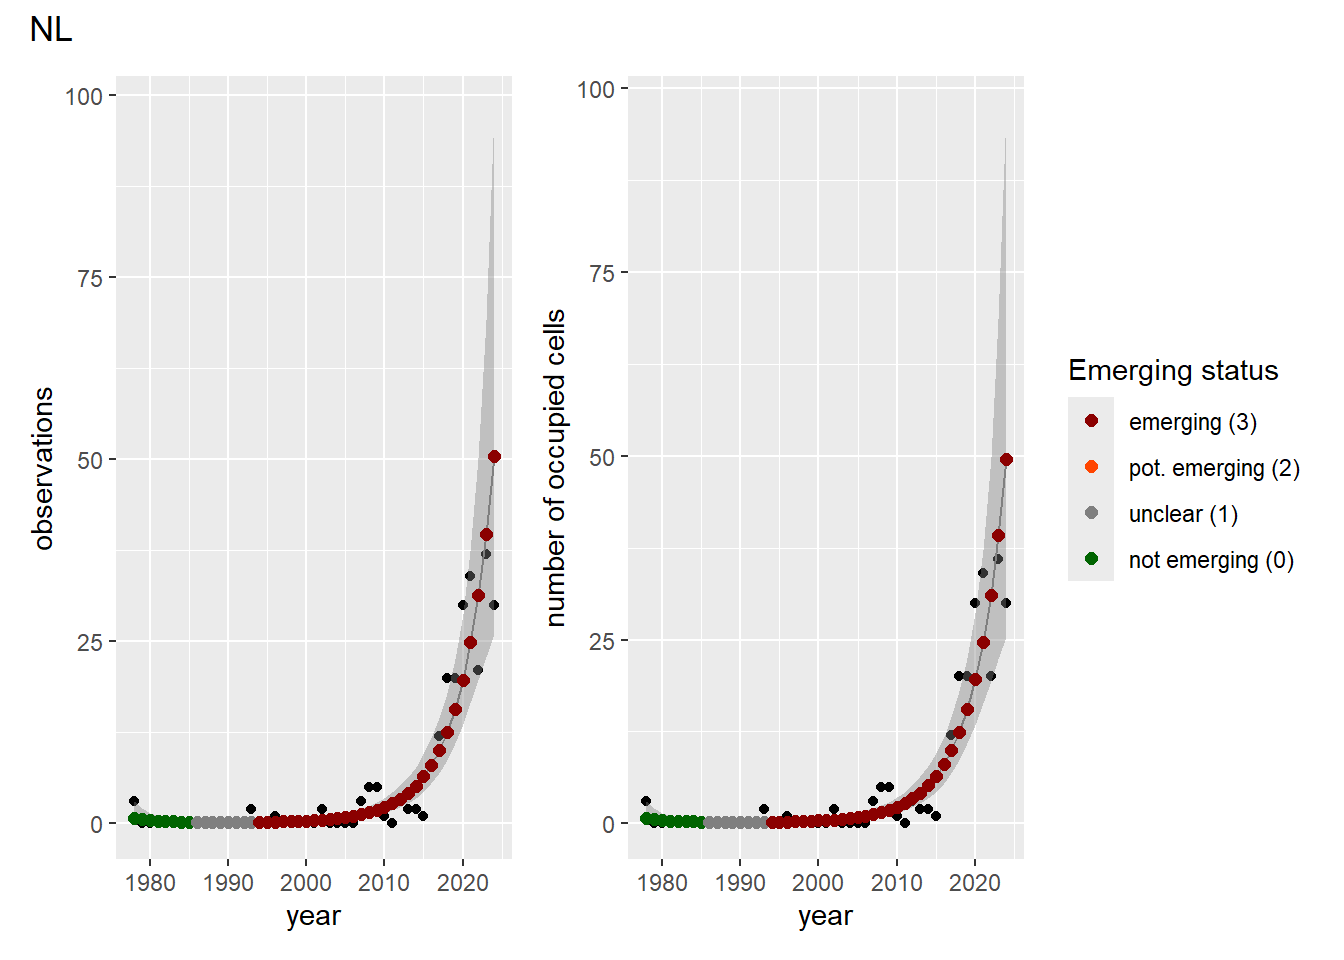 NL
observations
100
75
50
25
0
1980 1990 2000 2010 2020
year
number of occupied cells
100
75
50
25
0
1980 1990 2000 2010 2020
year
Emerging status
emerging (3)
pot. emerging (2)
unclear (1)
not emerging (0)